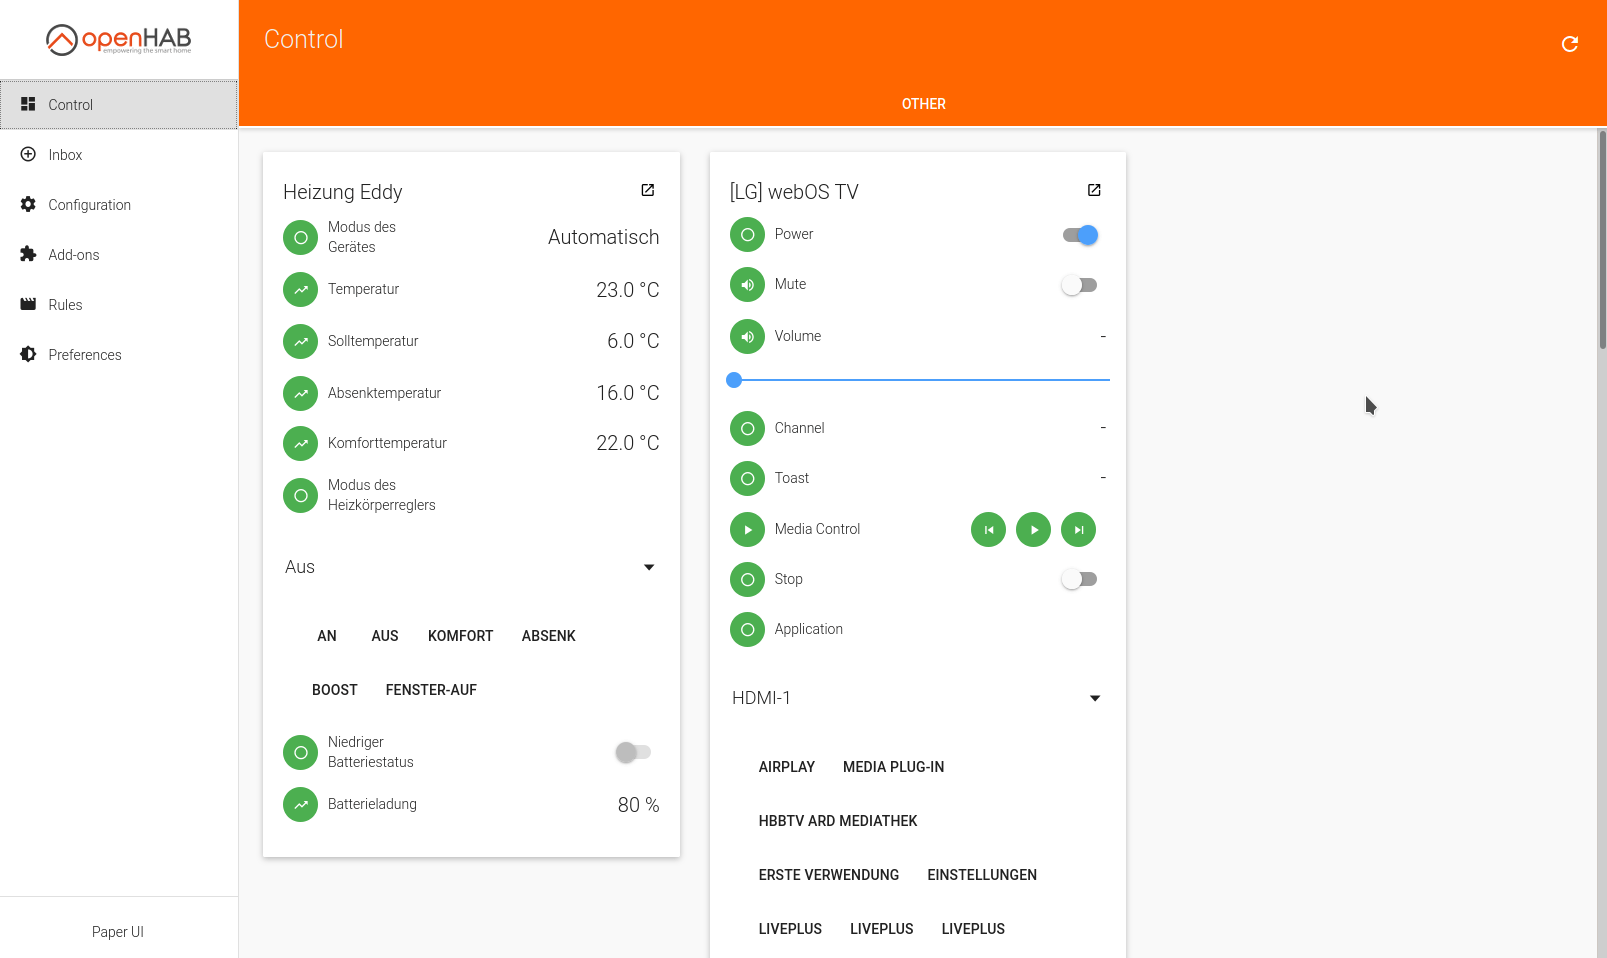 openHAB
empowering the smart home
Control
Inbox
Configuration
Add-ons
Rules
Preferences
Paper UI
Control
OTHER
Heizung Eddy
Modus des
Gerätes
Automatisch
Temperatur
23.0 °C
Solltemperatur
6.0 °C
Absenktemperatur
16.0 °C
Komforttemperatur
22.0 °C
Modus des
Heizkörperreglers
Aus
AN AUS KOMFORT ABSENK
BOOST FENSTER-AUF
Niedriger
Batteriestatus
Batterieladung
80 %
[LG] webOS TV
Power
Mute
Volume
-
Channel
-
Toast
-
Media Control
Stop
Application
HDMI-1
AIRPLAY MEDIA PLUG-IN
HBBTV ARD MEDIATHEK
ERSTE VERWENDUNG EINSTELLUNGEN
LIVEPLUS LIVEPLUS LIVEPLUS